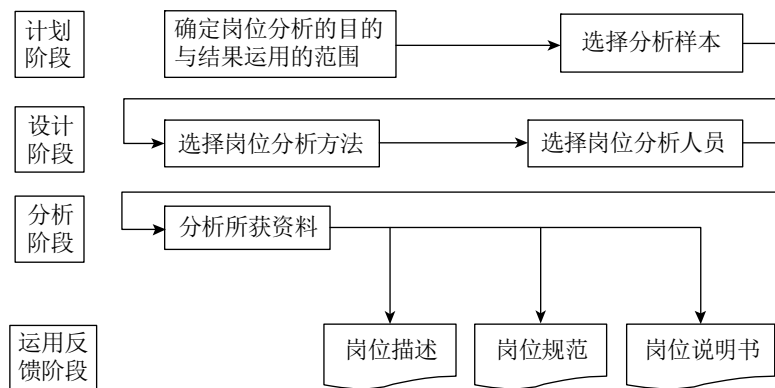 计划
阶段
确定岗位分析的目的
与结果运用的范围
选择分析样本
设计
阶段
选择岗位分析方法
选择岗位分析人员
分析
阶段
分析所获资料
运用反
馈阶段
岗位描述
岗位规范
岗位说明书